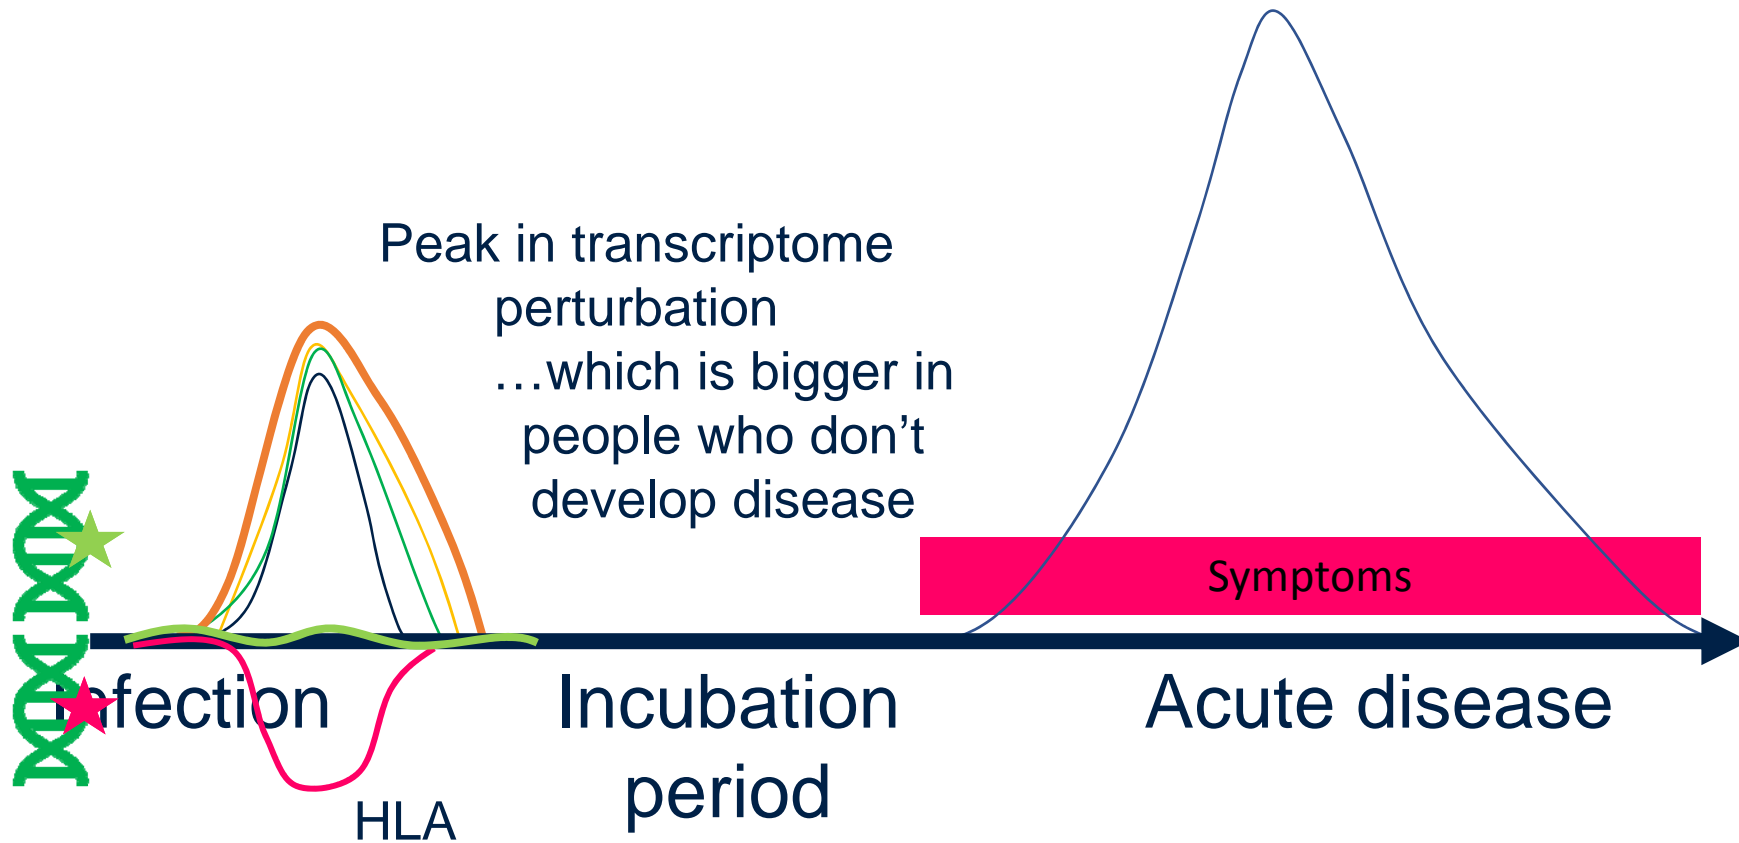 Peak in transcriptome
perturbation
…which is bigger in
people who don’t
develop disease
Symptoms
Infection
Incubation
period
Acute disease
HLA